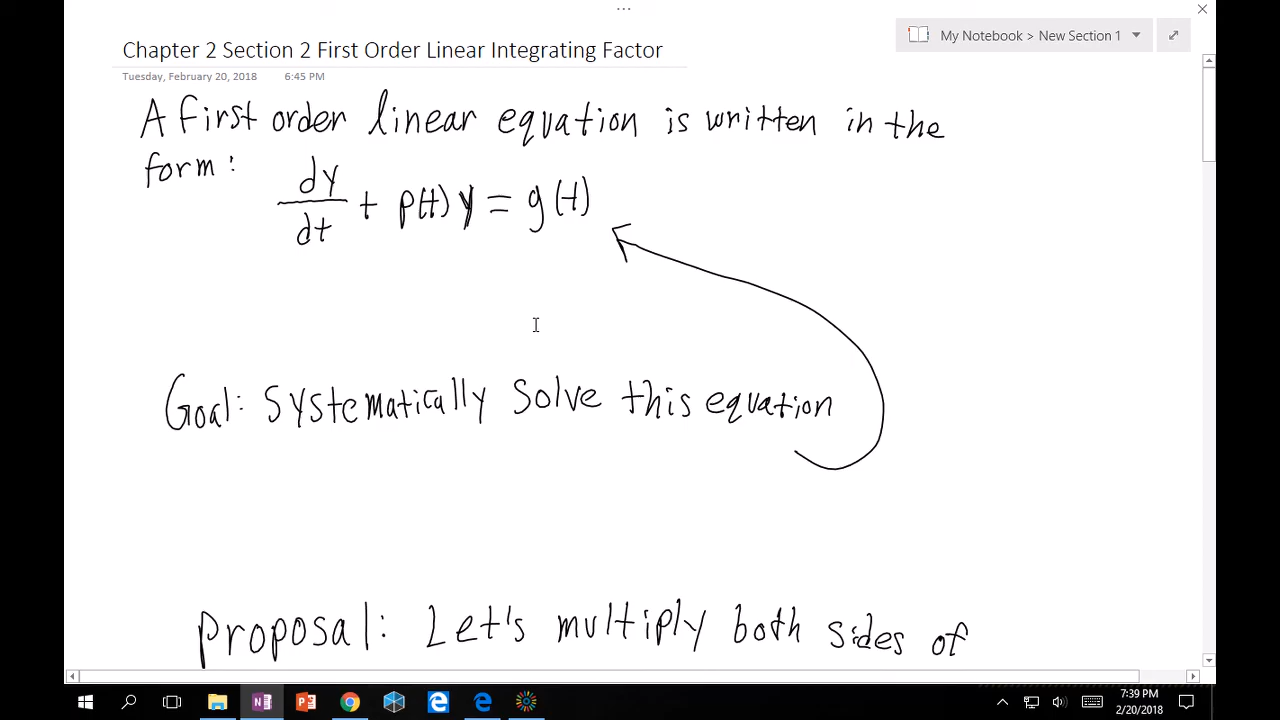 ...
My Notebook > New Section 1
Chapter 2 Section 2 First Order Linear Integrating Factor
Tuesday, February 20, 2018 6:45 PM
A first order linear equation is written in the
form:
dy/dt + p(t)y = g(t)
Goal: Systematically solve this equation
Proposal: Let's multiply both sides of
7:39 PM
2/20/2018